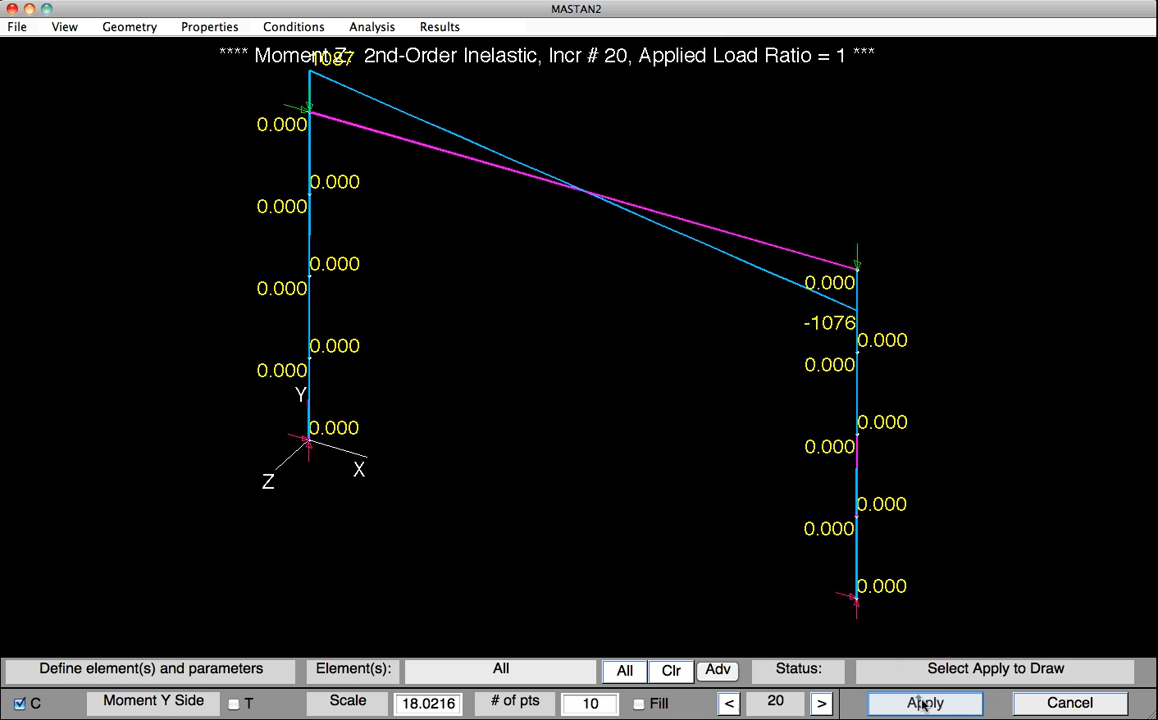 MASTAN2
File View Geometry Properties Conditions Analysis Results
**** Moment Z: 2nd-Order Inelastic, Incr # 20, Applied Load Ratio = 1 ***
1087
0.000
0.000
0.000
0.000
0.000
0.000
0.000
0.000
Y
Z
X
0.000
-1076
0.000
0.000
0.000
0.000
0.000
0.000
0.000
Define element(s) and parameters Element(s): All All Clr Adv Status: Select Apply to Draw
C Moment Y Side T Scale 18.0216 # of pts 10 Fill < 20 > Apply Cancel